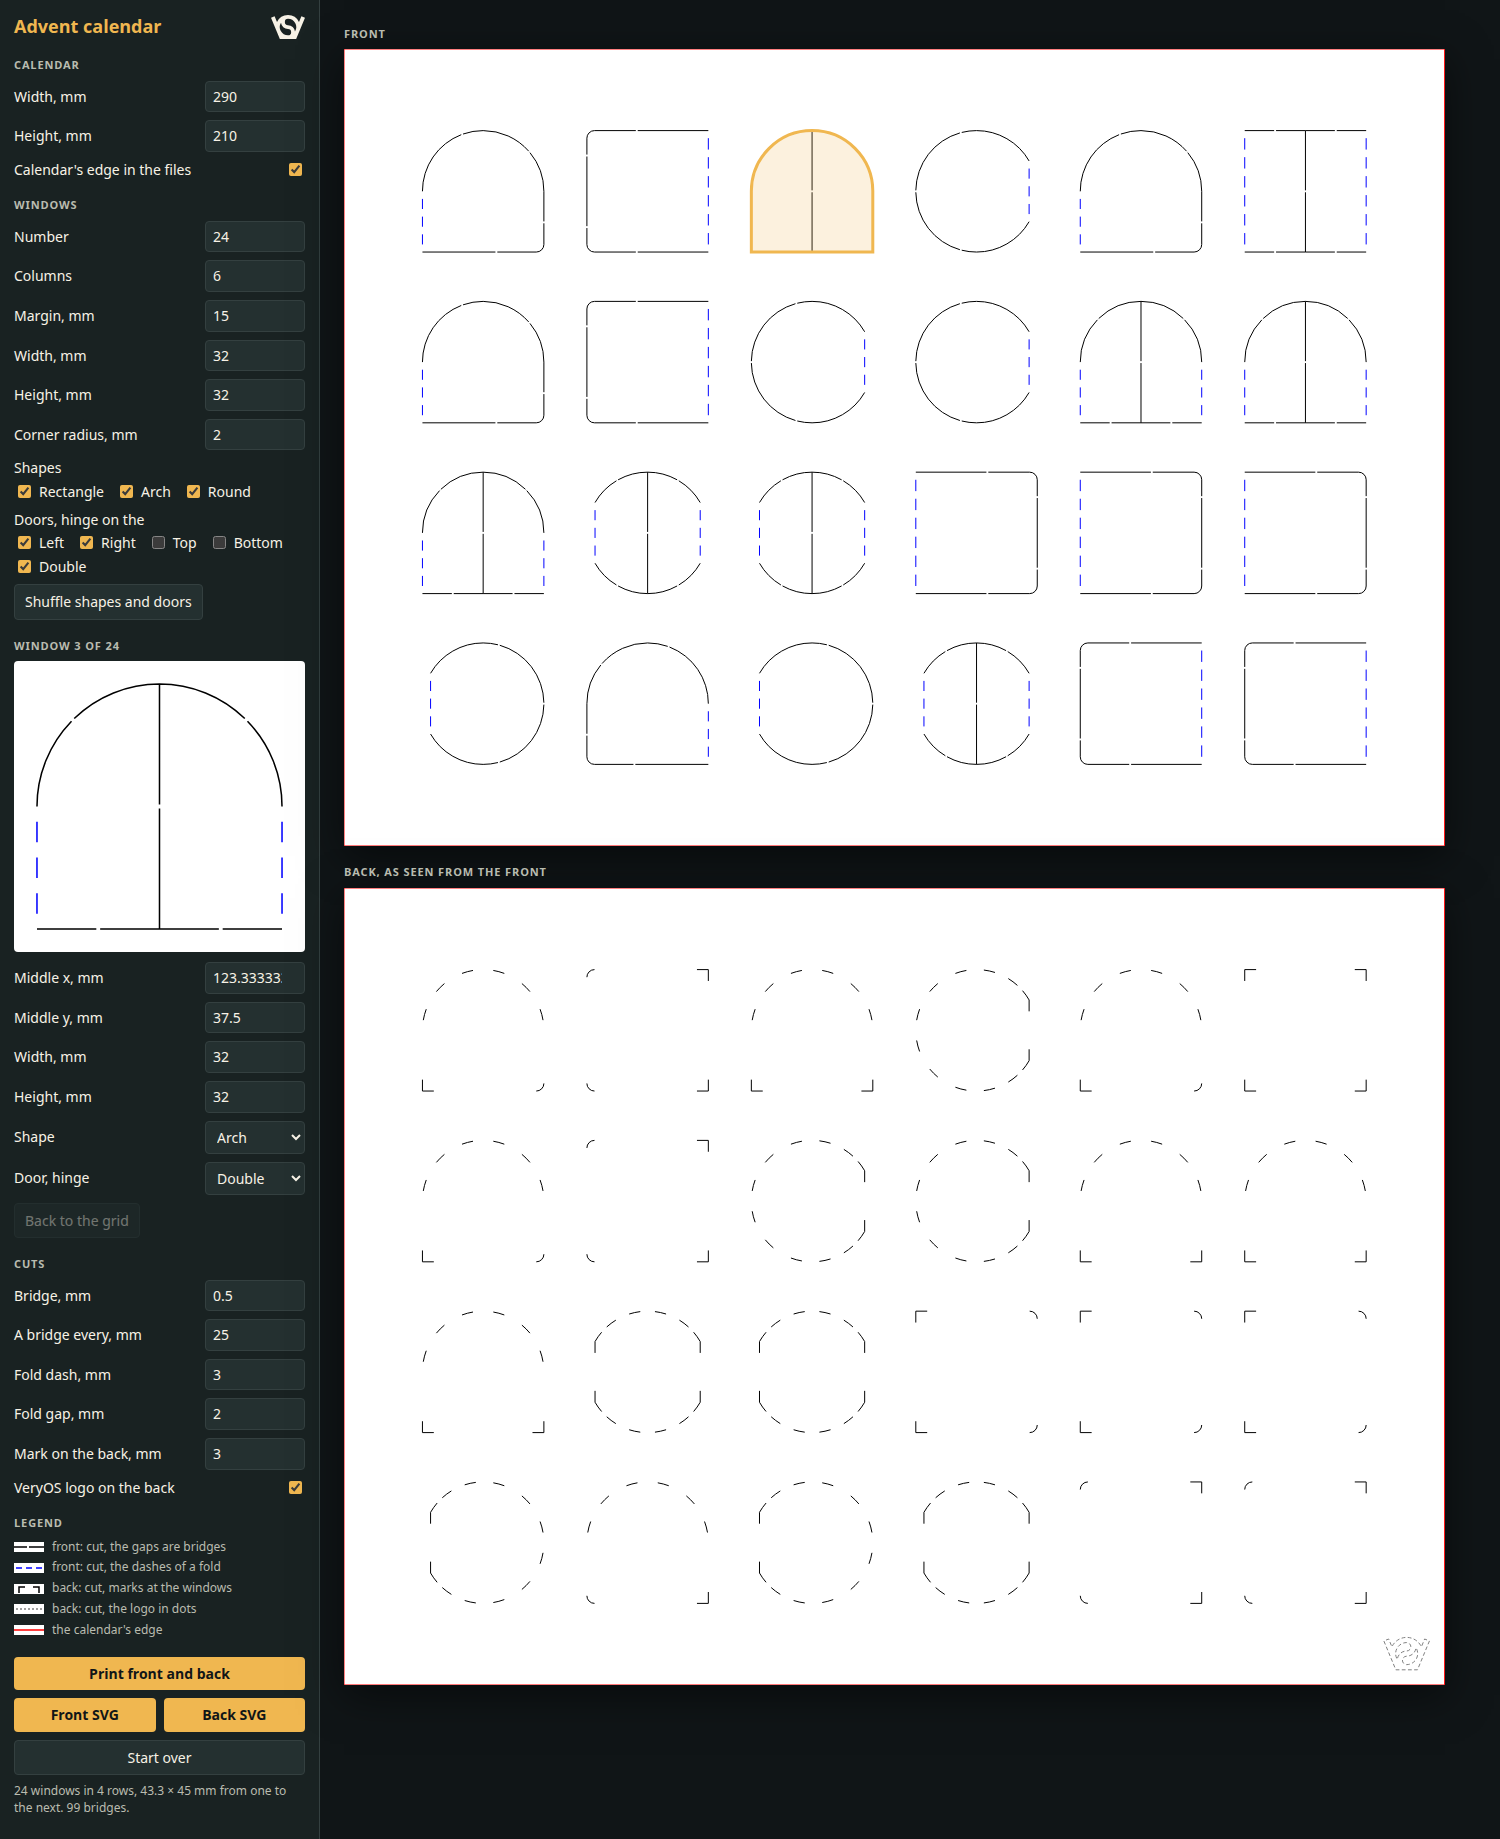 Advent calendar
CALENDAR
Width, mm 290
Height, mm 210
Calendar's edge in the files
WINDOWS
Number 24
Columns 6
Margin, mm 15
Width, mm 32
Height, mm 32
Corner radius, mm 2
Shapes
Rectangle Arch Round
Doors, hinge on the
Left Right Top Bottom
Double
Shuffle shapes and doors
WINDOW 3 OF 24
Middle x, mm 123.33333
Middle y, mm 37.5
Width, mm 32
Height, mm 32
Shape Arch
Door, hinge Double
Back to the grid
CUTS
Bridge, mm 0.5
A bridge every, mm 25
Fold dash, mm 3
Fold gap, mm 2
Mark on the back, mm 3
VeryOS logo on the back
LEGEND
front: cut, the gaps are bridges
front: cut, the dashes of a fold
back: cut, marks at the windows
back: cut, the logo in dots
the calendar's edge
Print front and back
Front SVG Back SVG
Start over
24 windows in 4 rows, 43.3 × 45 mm from one to
the next. 99 bridges.
FRONT
BACK, AS SEEN FROM THE FRONT